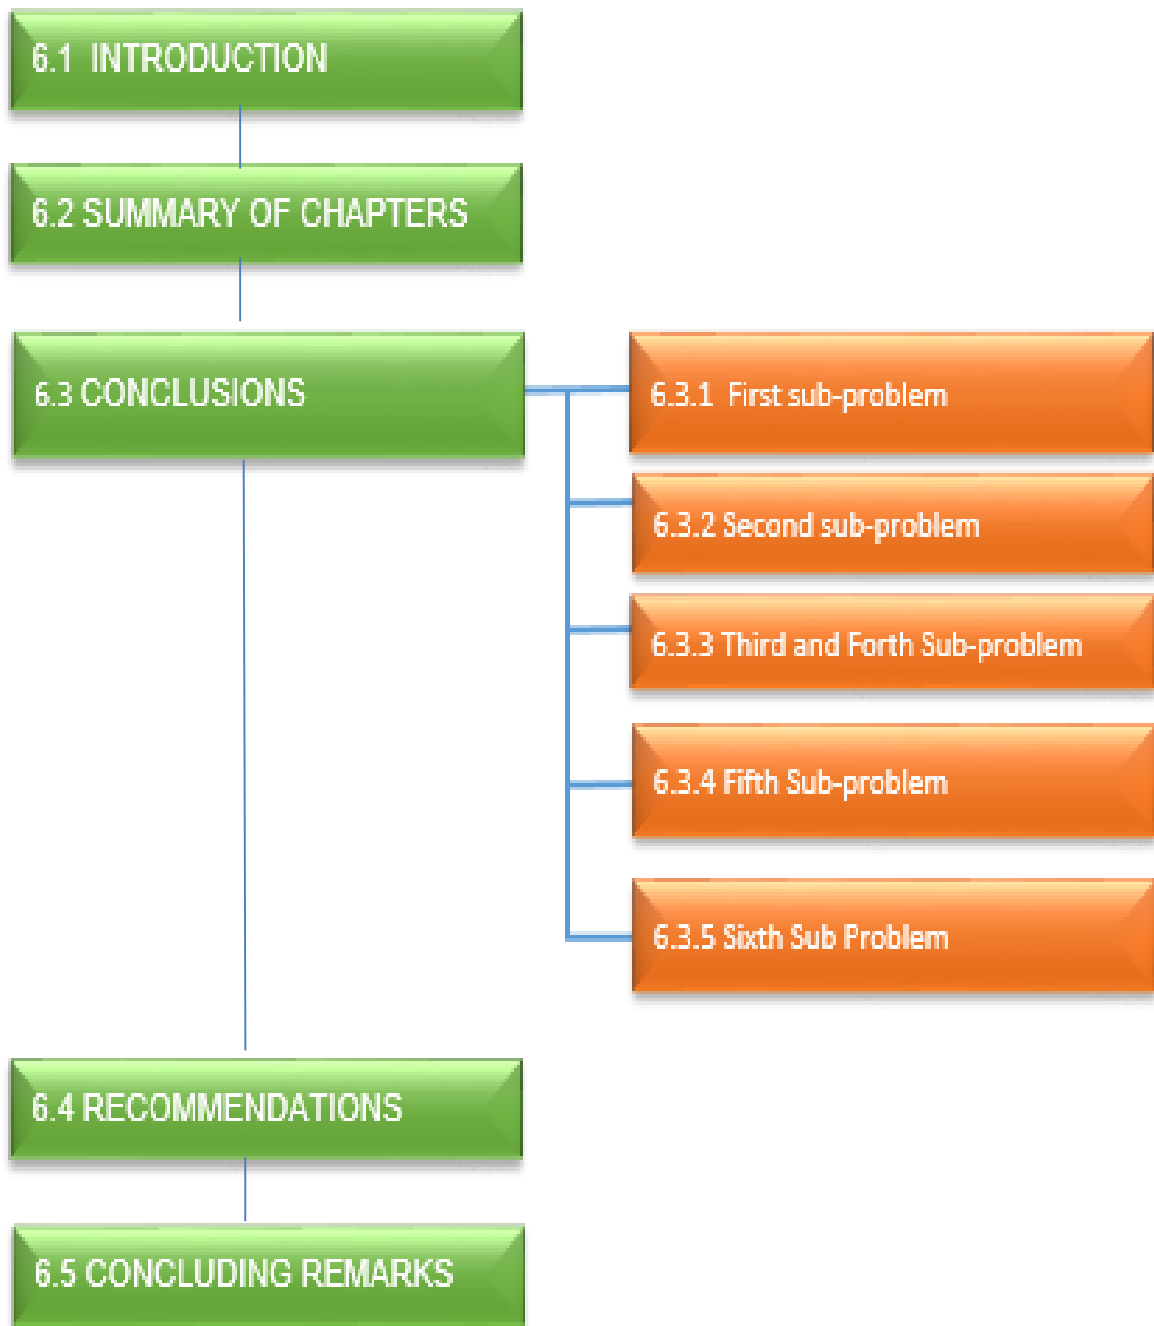 6.1 INTRODUCTION
6.2 SUMMARY OF CHAPTERS
6.3 CONCLUSIONS
6.3.1 First sub-problem
6.3.2 Second sub-problem
6.3.3 Third and Forth Sub-problem
6.3.4 Fifth Sub-problem
6.3.5 Sixth Sub Problem
6.4 RECOMMENDATIONS
6.5 CONCLUDING REMARKS